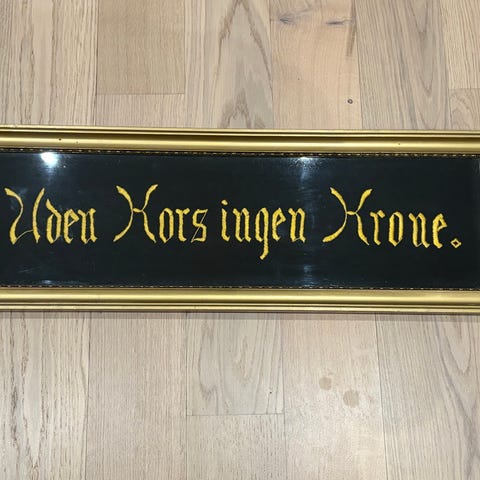 Uden Kors ingen Krone.